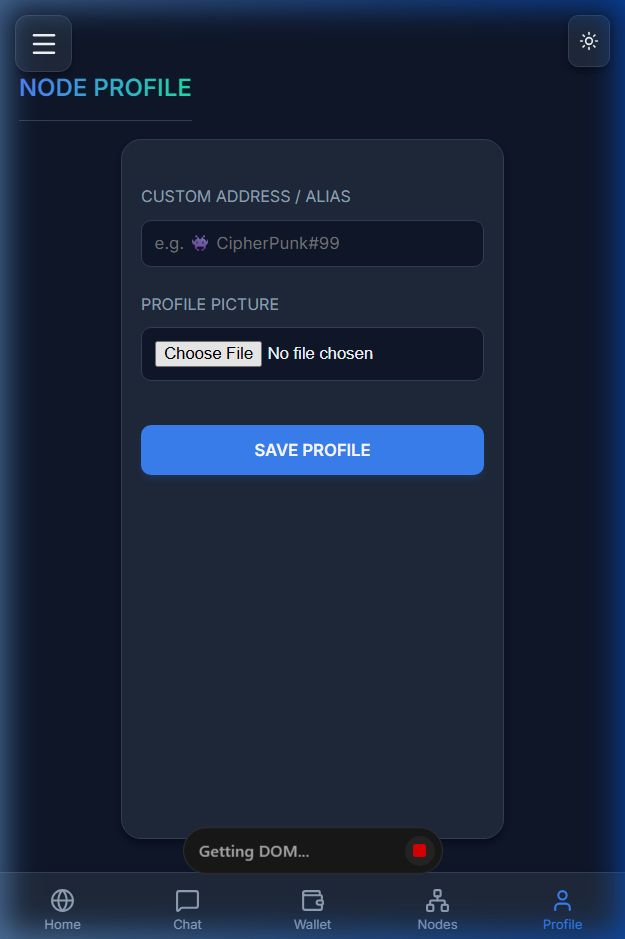 NODE PROFILE
CUSTOM ADDRESS / ALIAS
e.g. 👾 CipherPunk#99
PROFILE PICTURE
Choose File No file chosen
SAVE PROFILE
Getting DOM...
Home Chat Wallet Nodes Profile